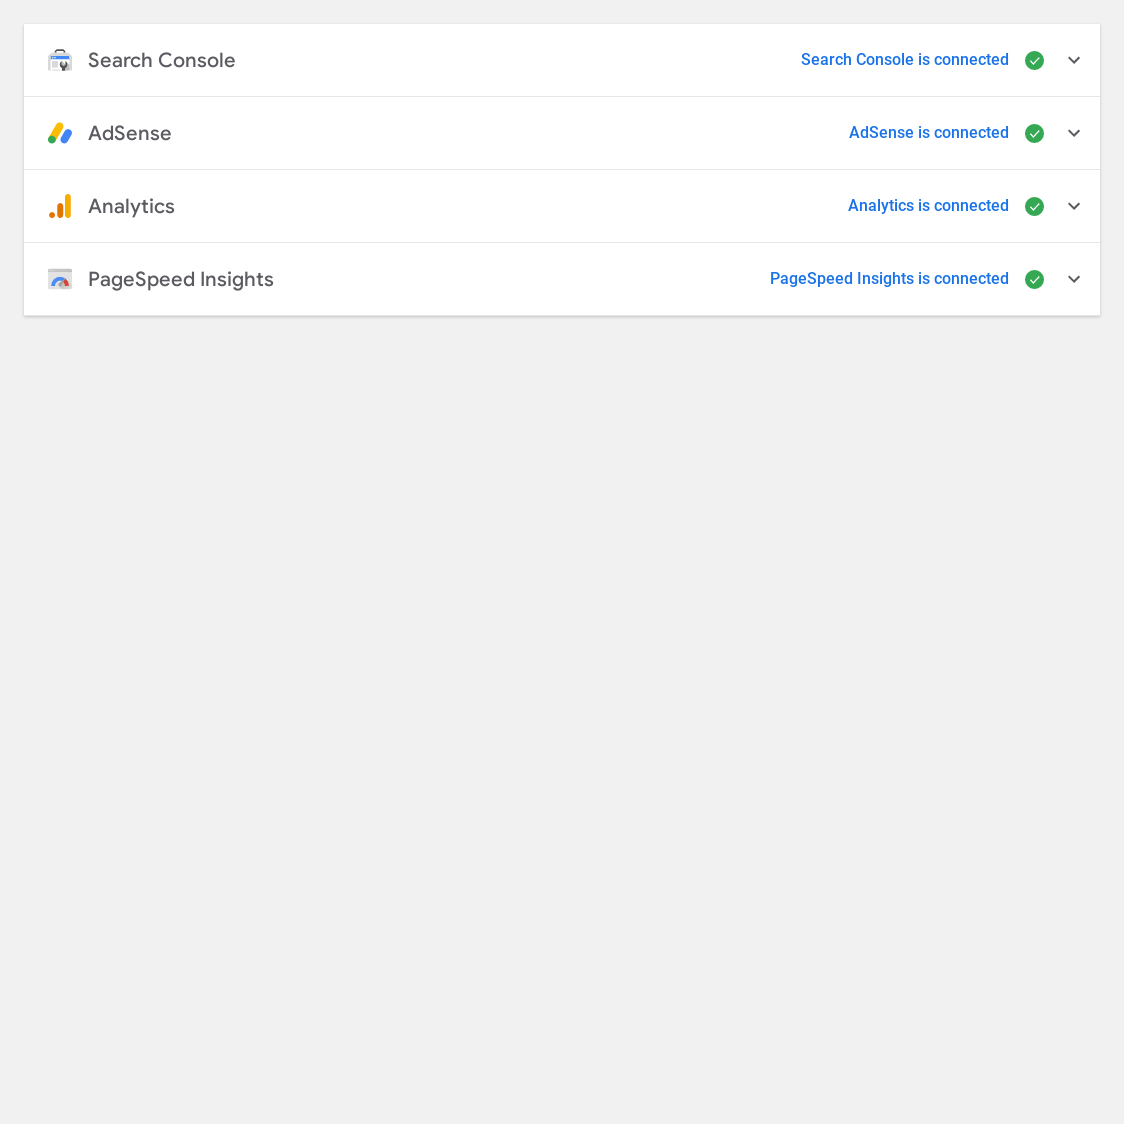 Search Console
Search Console is connected
AdSense
AdSense is connected
Analytics
Analytics is connected
PageSpeed Insights
PageSpeed Insights is connected